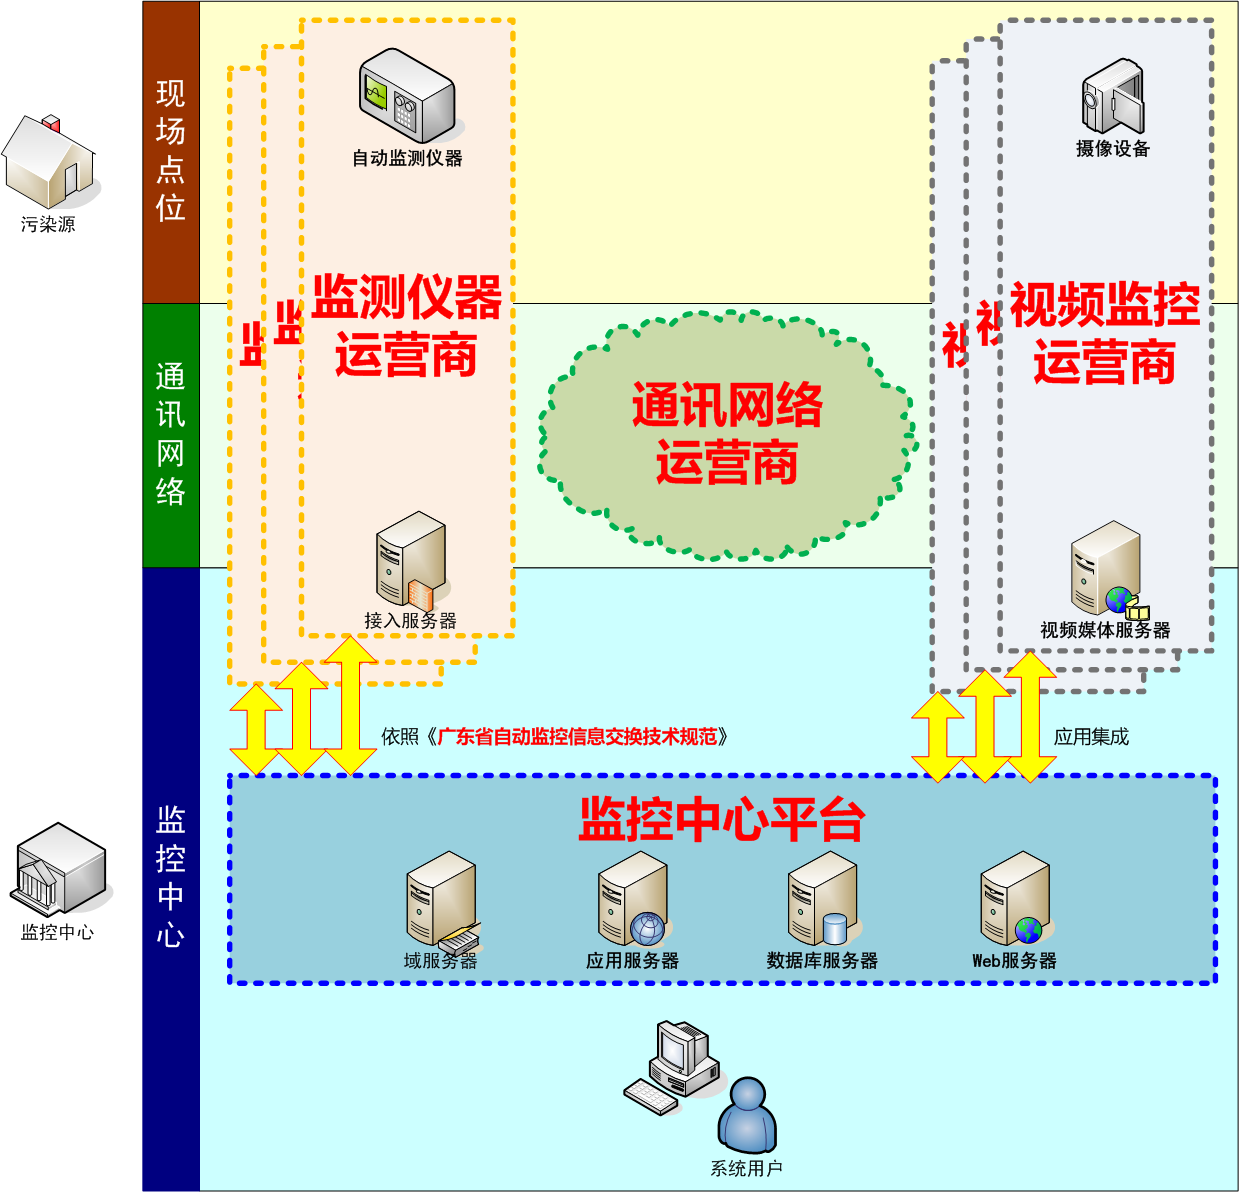 现
场
点
位
污染源
自动监测仪器
摄像设备
监测仪器
运营商
监
监
视频监控
运营商
视
视
通
讯
网
络
通讯网络
运营商
接入服务器
视频媒体服务器
依照《广东省自动监控信息交换技术规范》
应用集成
监
控
中
心
监控中心
监控中心平台
域服务器
应用服务器
数据库服务器
Web服务器
系统用户